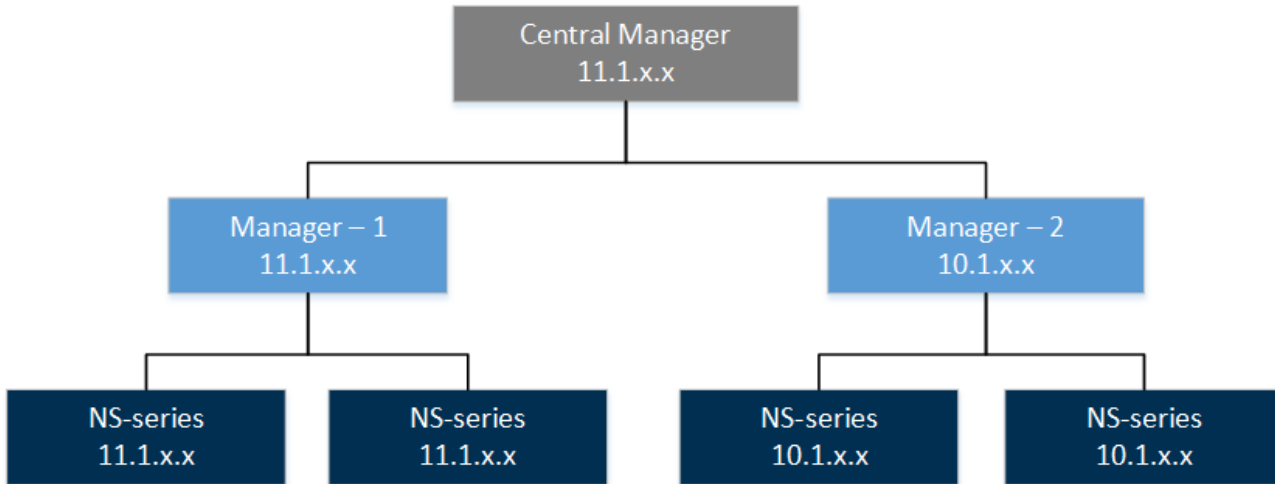 Central Manager
11.1.x.x
Manager – 1
11.1.x.x
Manager – 2
10.1.x.x
NS-series
11.1.x.x
NS-series
11.1.x.x
NS-series
10.1.x.x
NS-series
10.1.x.x